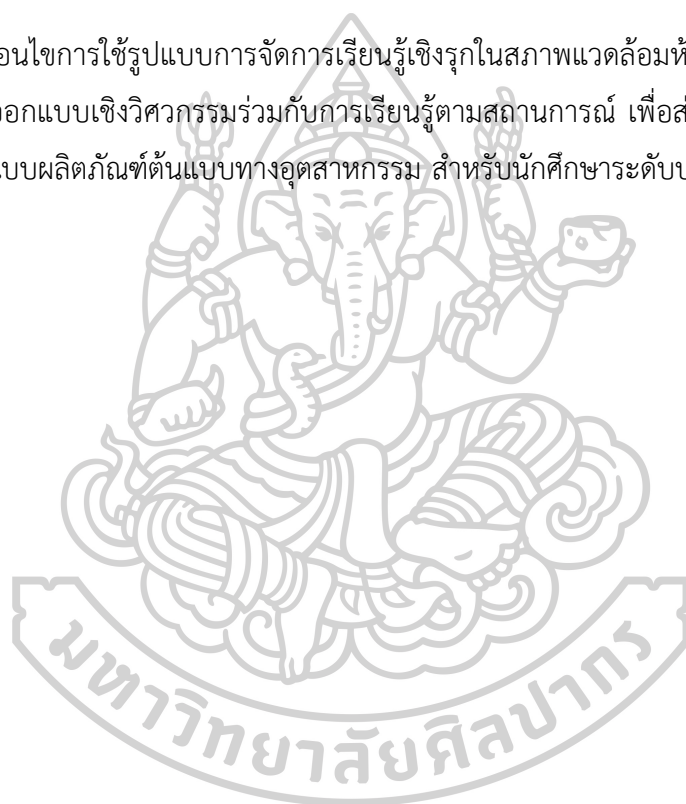 อนไขการใช้รูปแบบการจัดการเรียนรู้เชิงรุกในสภาพแวดล้อมห้
ออกแบบเชิงวิศวกรรมร่วมกับการเรียนรู้ตามสถานการณ์ เพื่อส
แบบผลิตภัณฑ์ต้นแบบทางอุตสาหกรรม สำหรับนักศึกษาระดับป
มหาวิทยาลัยศิลปากร